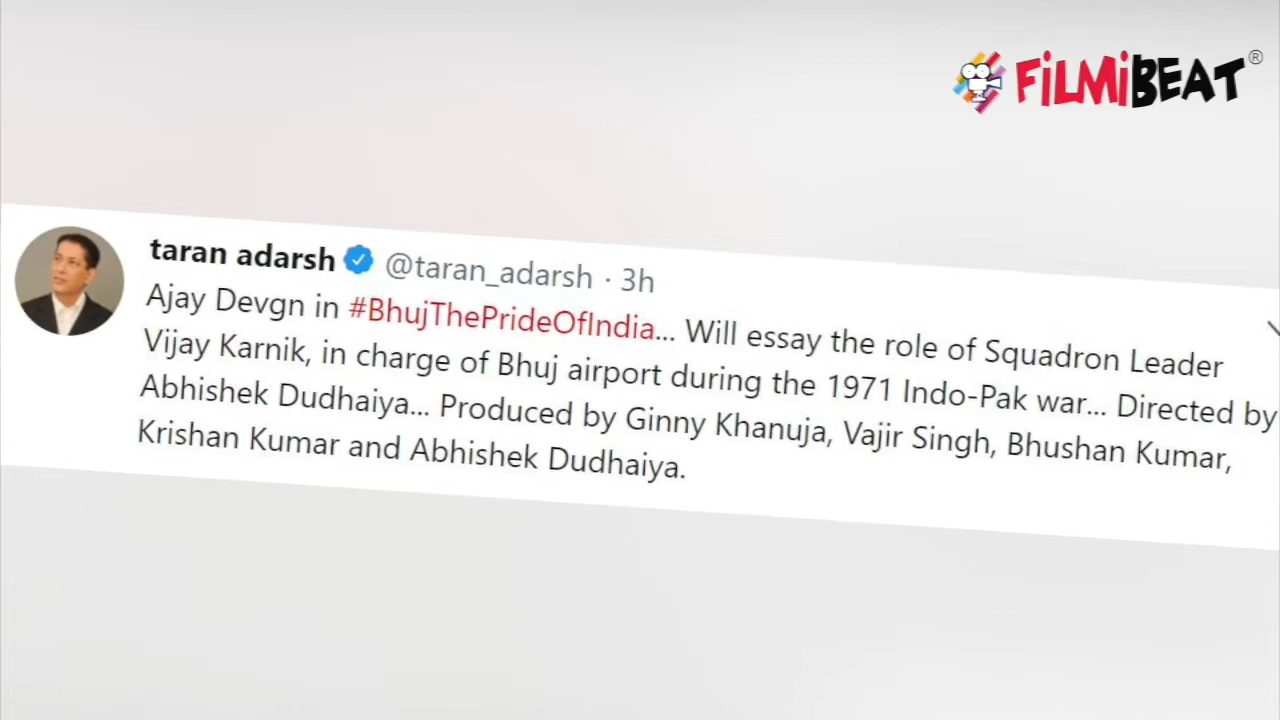 FiLMiBEAT®
taran adarsh @taran_adarsh · 3h
Ajay Devgn in #BhujThePrideOfIndia... Will essay the role of Squadron Leader
Vijay Karnik, in charge of Bhuj airport during the 1971 Indo-Pak war... Directed by
Abhishek Dudhaiya... Produced by Ginny Khanuja, Vajir Singh, Bhushan Kumar,
Krishan Kumar and Abhishek Dudhaiya.